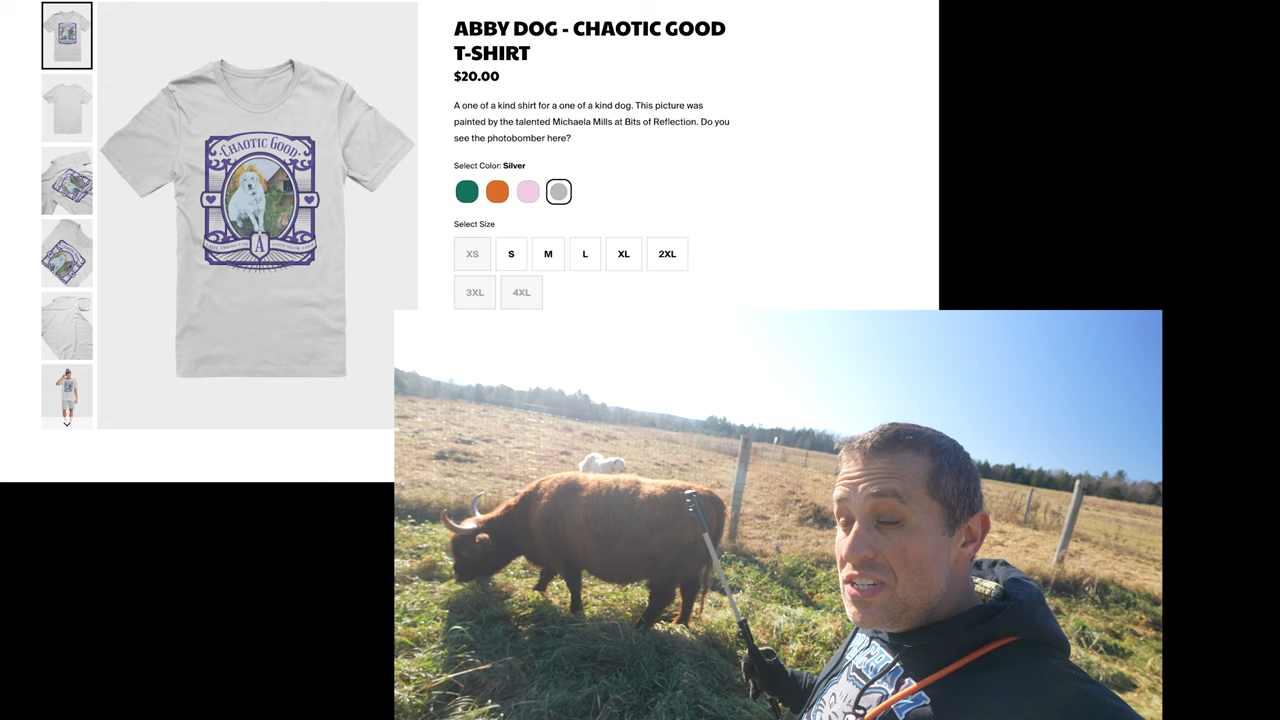 ABBY DOG - CHAOTIC GOOD
T-SHIRT
$20.00
A one of a kind shirt for a one of a kind dog. This picture was
painted by the talented Michaela Mills at Bits of Reflection. Do you
see the photobomber here?
Select Color: Silver
Select Size
XS S M L XL 2XL
3XL 4XL
CHAOTIC GOOD
A